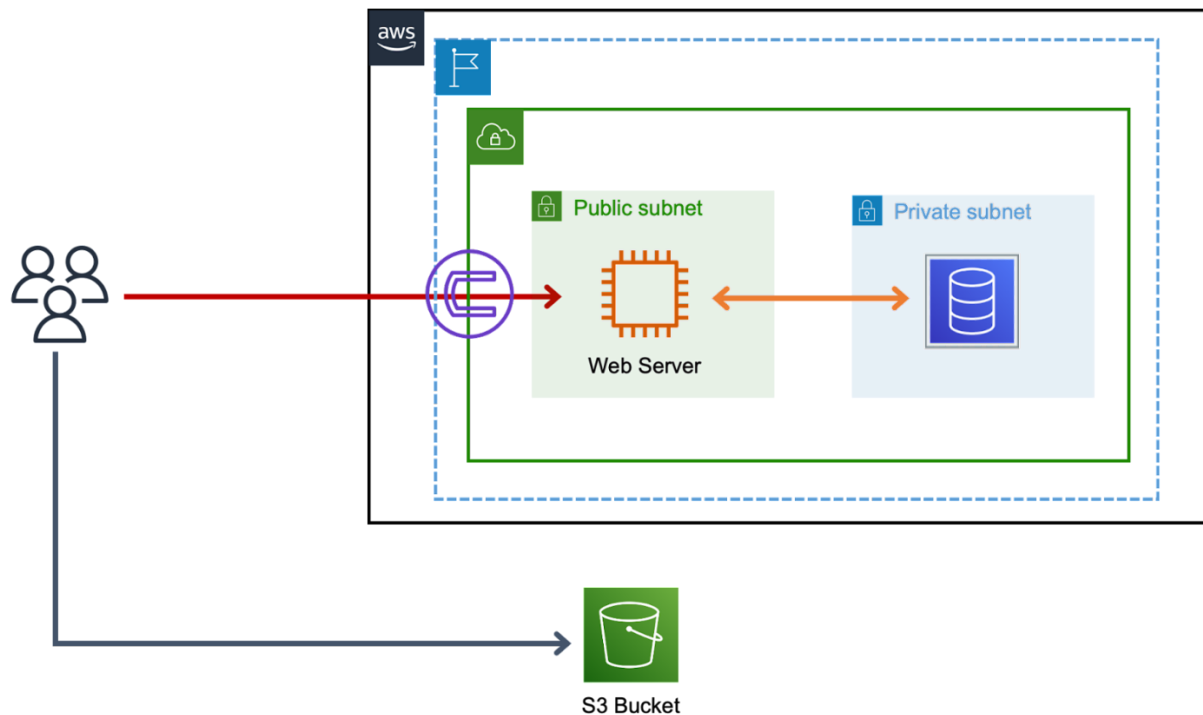 aws
Public subnet
Private subnet
Web Server
S3 Bucket